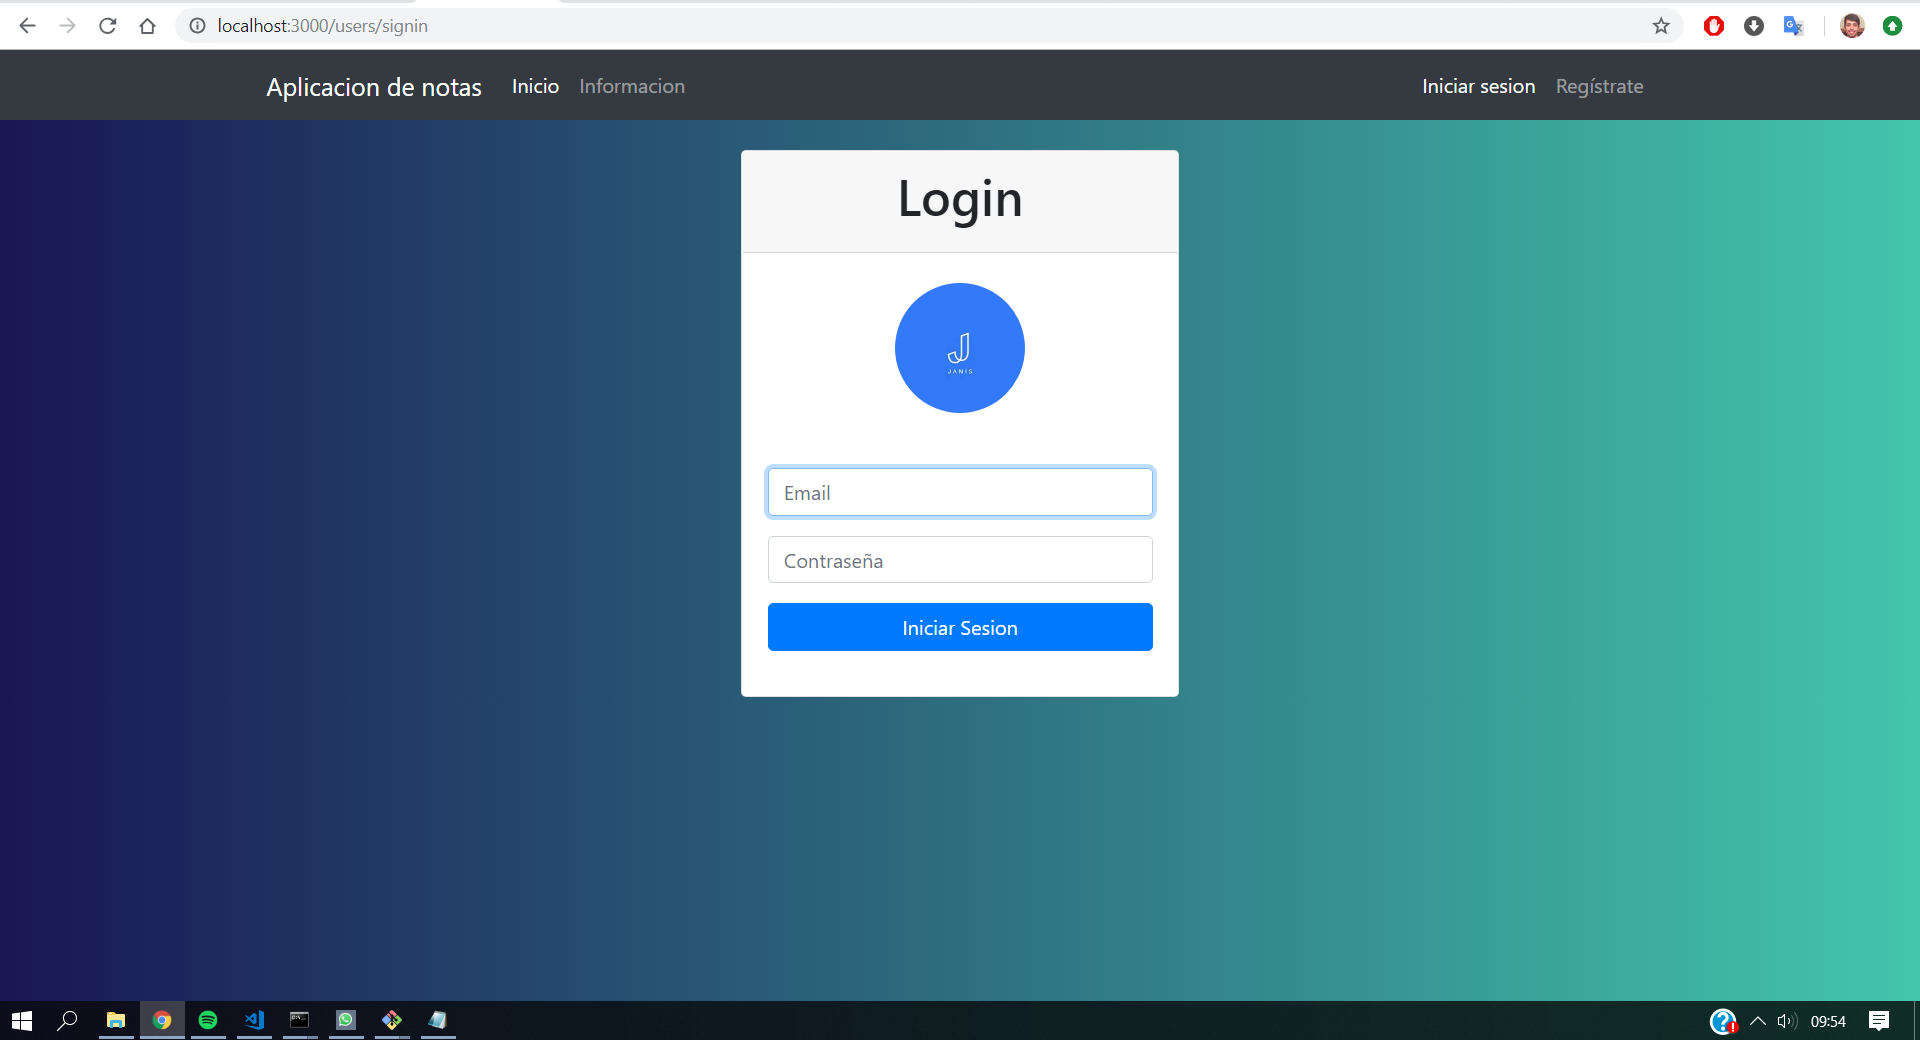 localhost:3000/users/signin
Aplicacion de notas Inicio Informacion Iniciar sesion Regístrate
Login
J
JANIS
Email
Contraseña
Iniciar Sesion
09:54